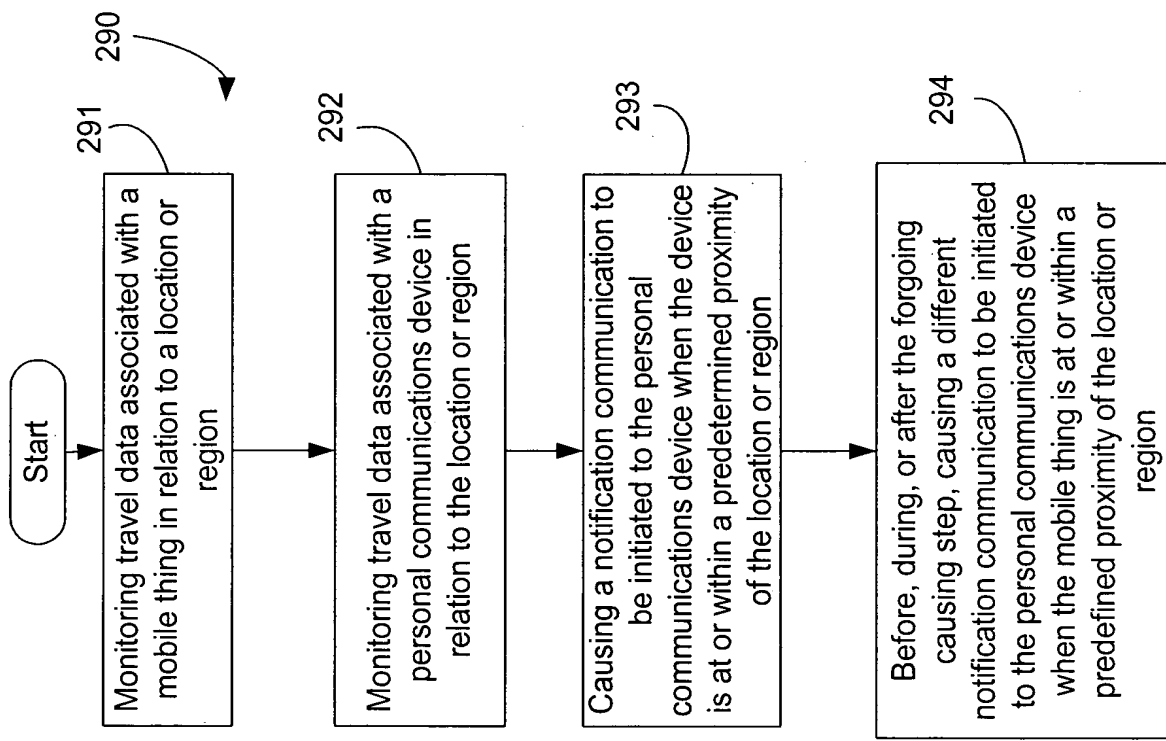 Start
290
291
Monitoring travel data associated with a
mobile thing in relation to a location or
region
292
Monitoring travel data associated with a
personal communications device in
relation to the location or region
293
Causing a notification communication to
be initiated to the personal
communications device when the device
is at or within a predetermined proximity
of the location or region
294
Before, during, or after the forgoing
causing step, causing a different
notification communication to be initiated
to the personal communications device
when the mobile thing is at or within a
predefined proximity of the location or
region